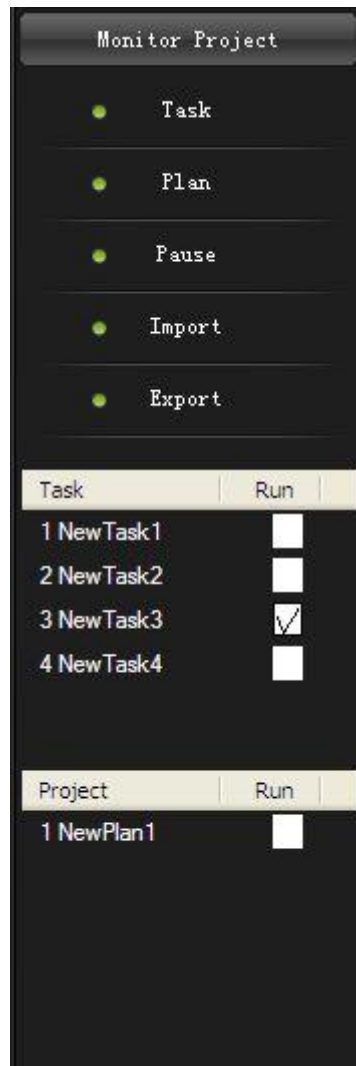 Monitor Project
Task
Plan
Pause
Import
Export
Task Run
1 NewTask1
2 NewTask2
3 NewTask3
4 NewTask4
Project Run
1 NewPlan1